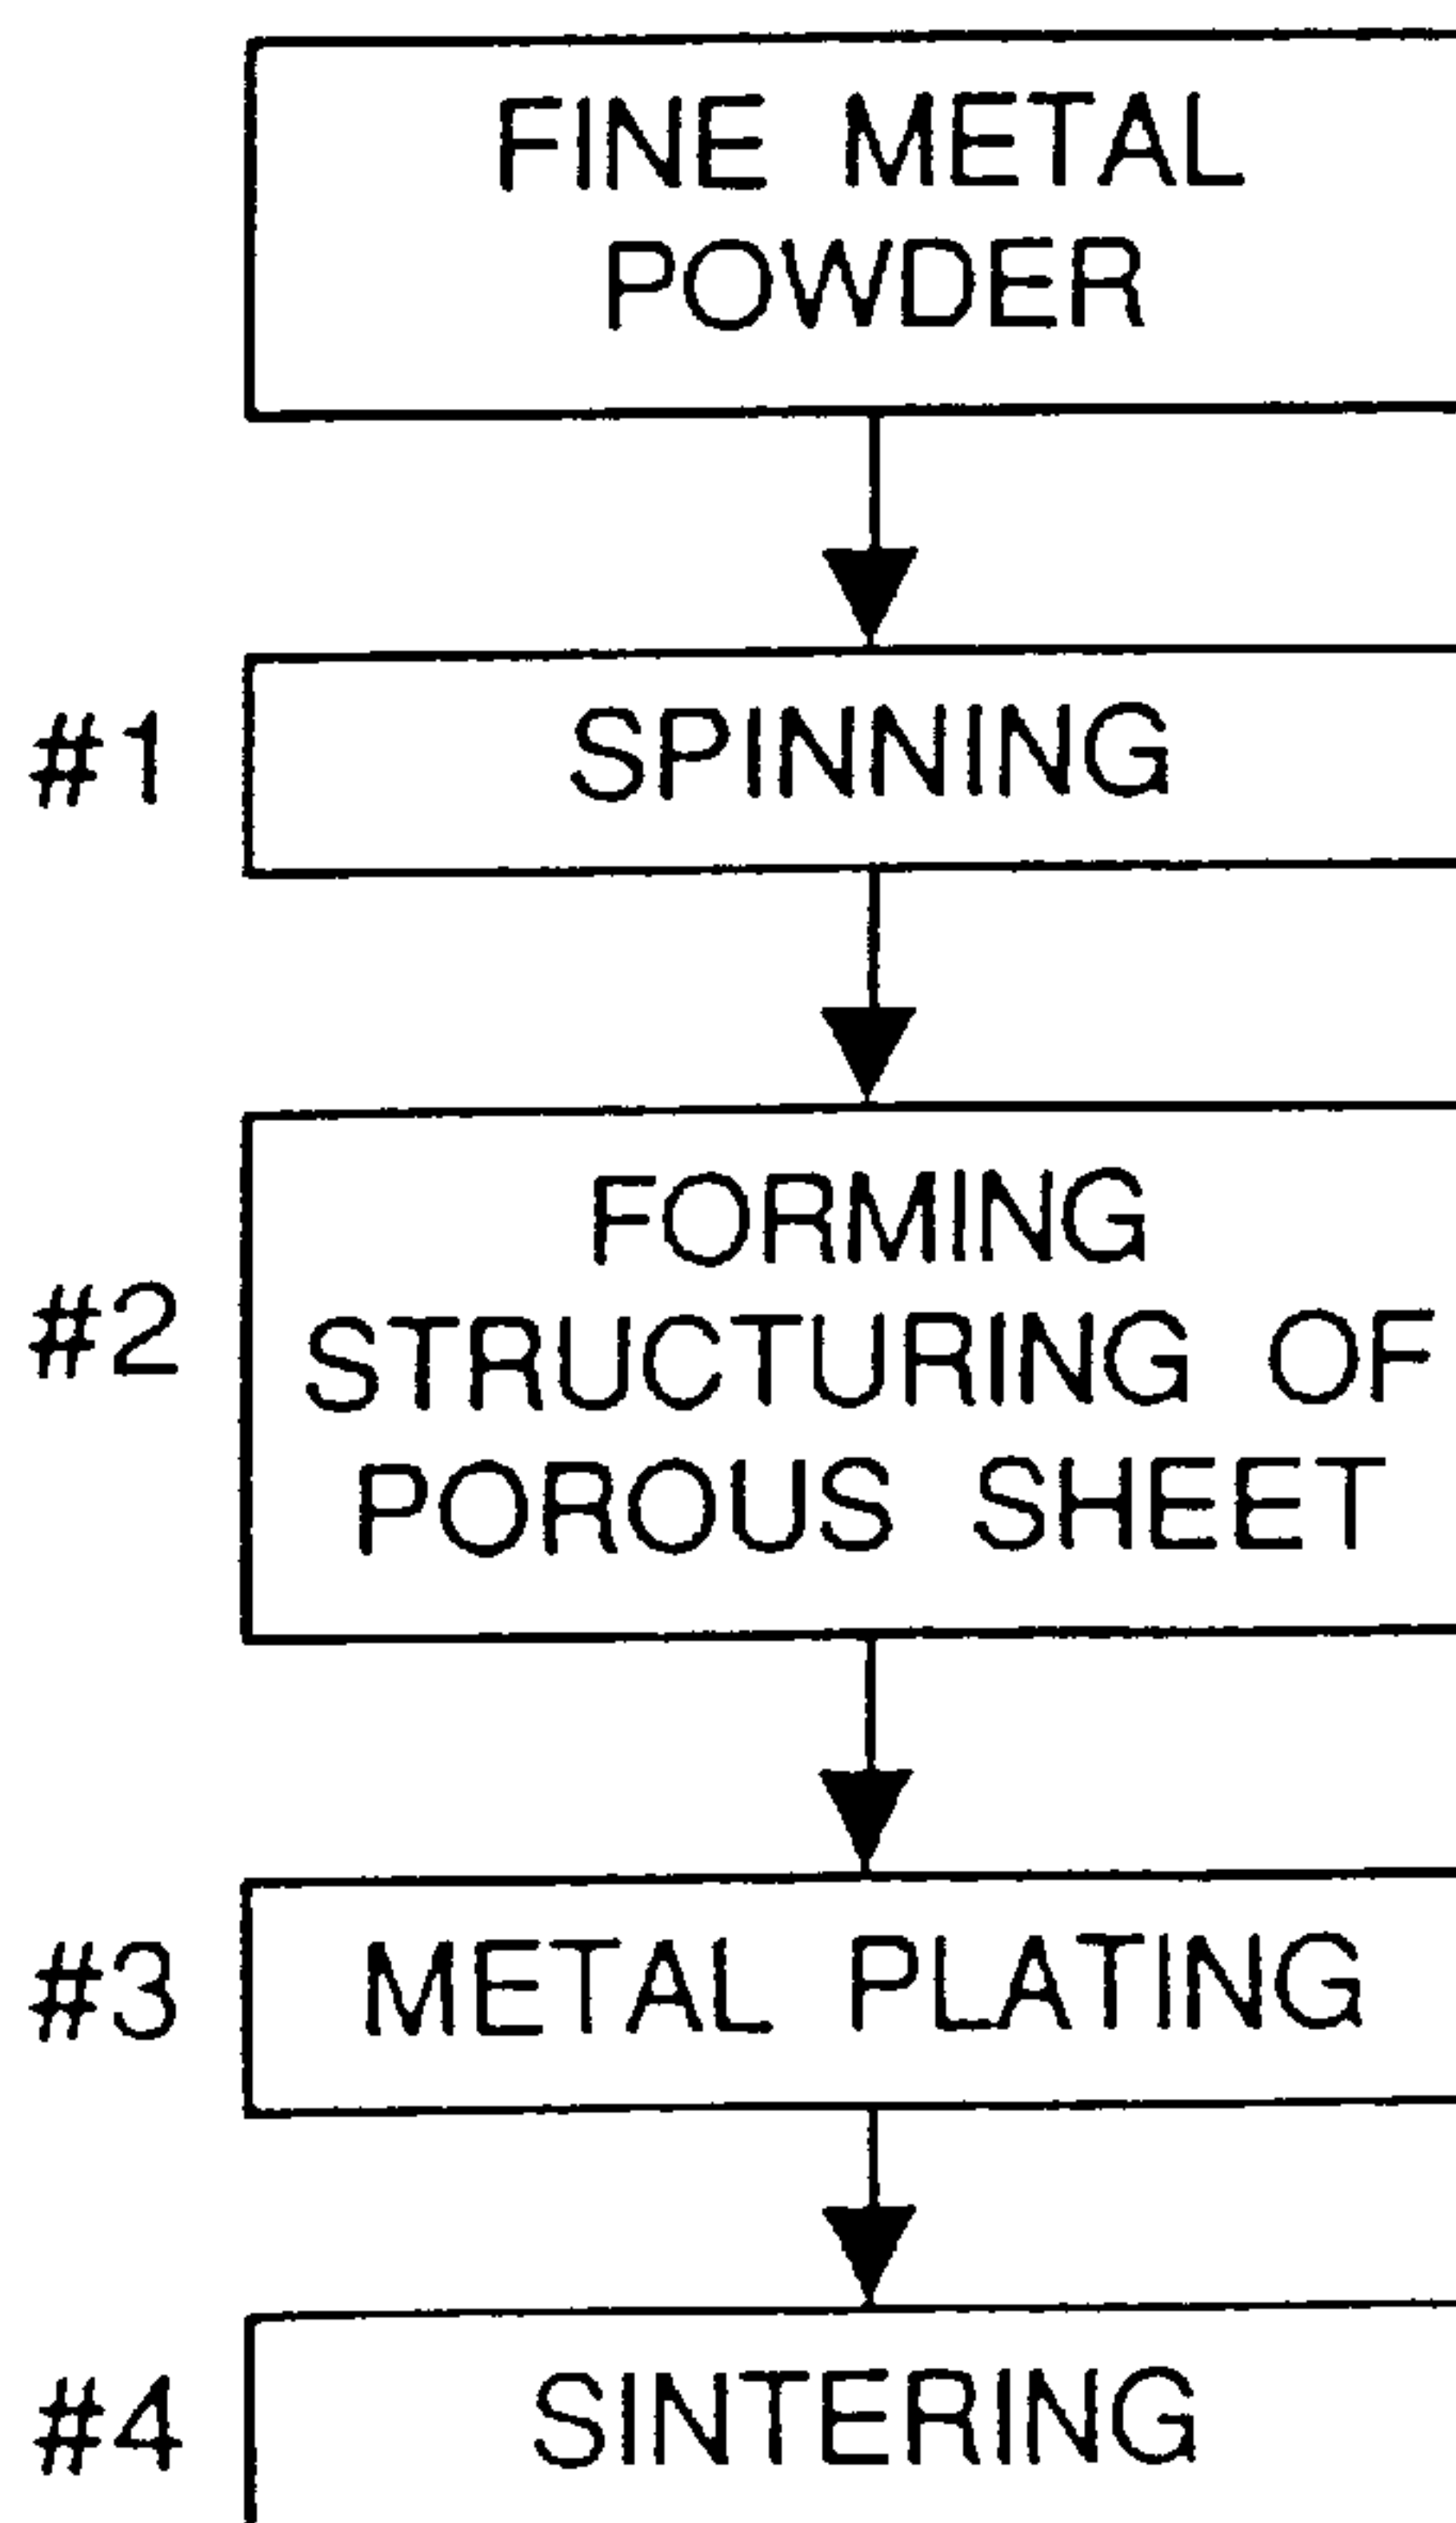 FINE METAL
POWDER
#1 SPINNING
FORMING
#2 STRUCTURING OF
POROUS SHEET
#3 METAL PLATING
#4 SINTERING